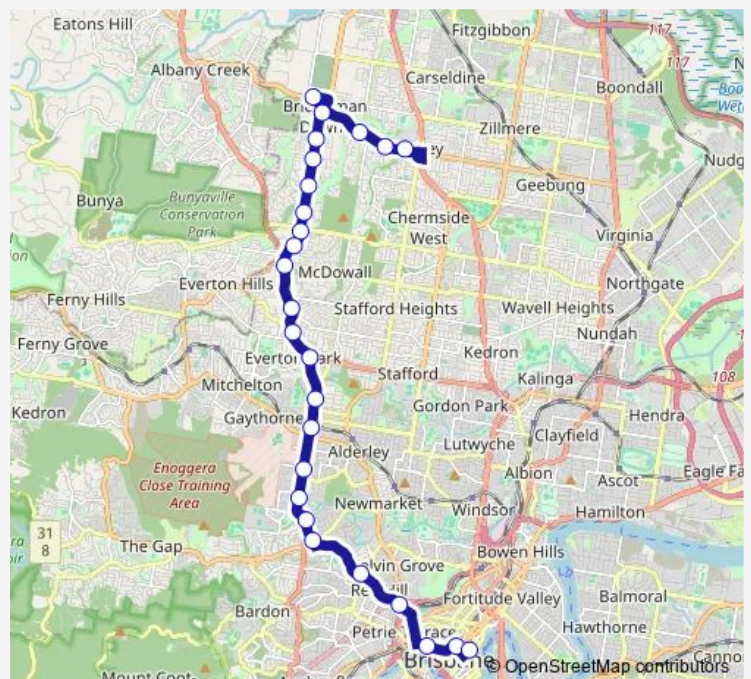 Eatons Hill
Fitzgibbon
117
Albany Creek
Carseldine
117
Boondall
Zillmere
Nudg
Bunya
Bunyaville
Conservation
Park
Geebung
Chermside
West
Virginia
McDowall
Everton Hills
Northgate
Ferny Hills
Stafford Heights
Wavell Heights
Nundah
Ferny Grove
Kedron
Kalinga
108
Mitchelton
Stafford
Kedron
Gaythorne
Gordon Park
Hendra
Clayfield
Alderley
Lutwyche
Enoggera
Close Training
Area
Albion
Ascot
Eagle Fa
Newmarket
Windsor
Hamilton
31
8
The Gap
Bowen Hills
Balmoral
Bardon
Fortitude Valley
Hawthorne
Petrie
Brisbane
© OpenStreetMap contributors